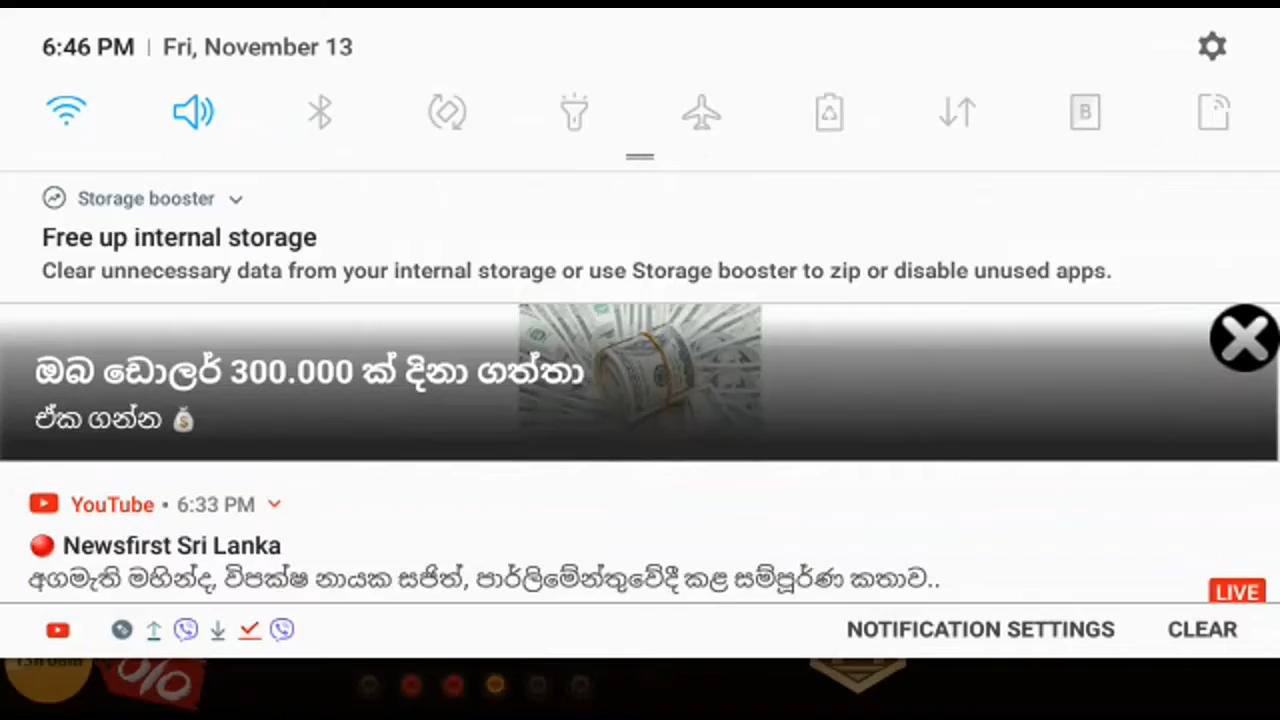 6:46 PM | Fri, November 13
B
Storage booster
Free up internal storage
Clear unnecessary data from your internal storage or use Storage booster to zip or disable unused apps.
ඔබ ඩොලර් 300.000 ක් දිනා ගත්තා
ඒක ගන්න 💰
YouTube • 6:33 PM
🔴 Newsfirst Sri Lanka
අගමැති මහින්ද, විපක්ෂ නායක සජිත්, පාර්ලිමේන්තුවේදී කළ සම්පූර්ණ කතාව..
LIVE
NOTIFICATION SETTINGS CLEAR